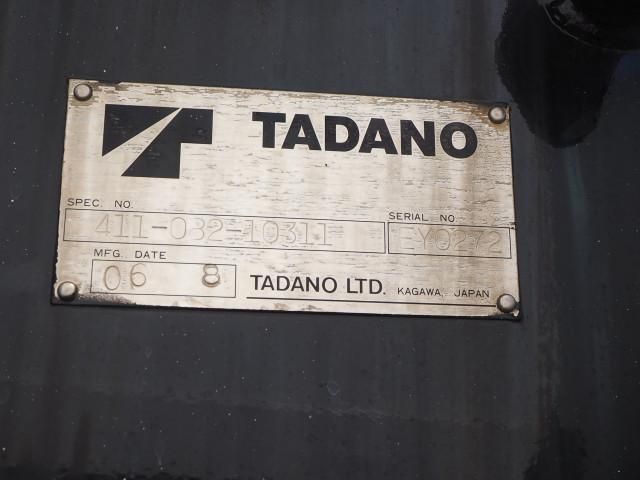 TADANO
SPEC. NO.
411-032-10311
SERIAL NO.
EY0272
MFG. DATE
06 8
TADANO LTD. KAGAWA, JAPAN